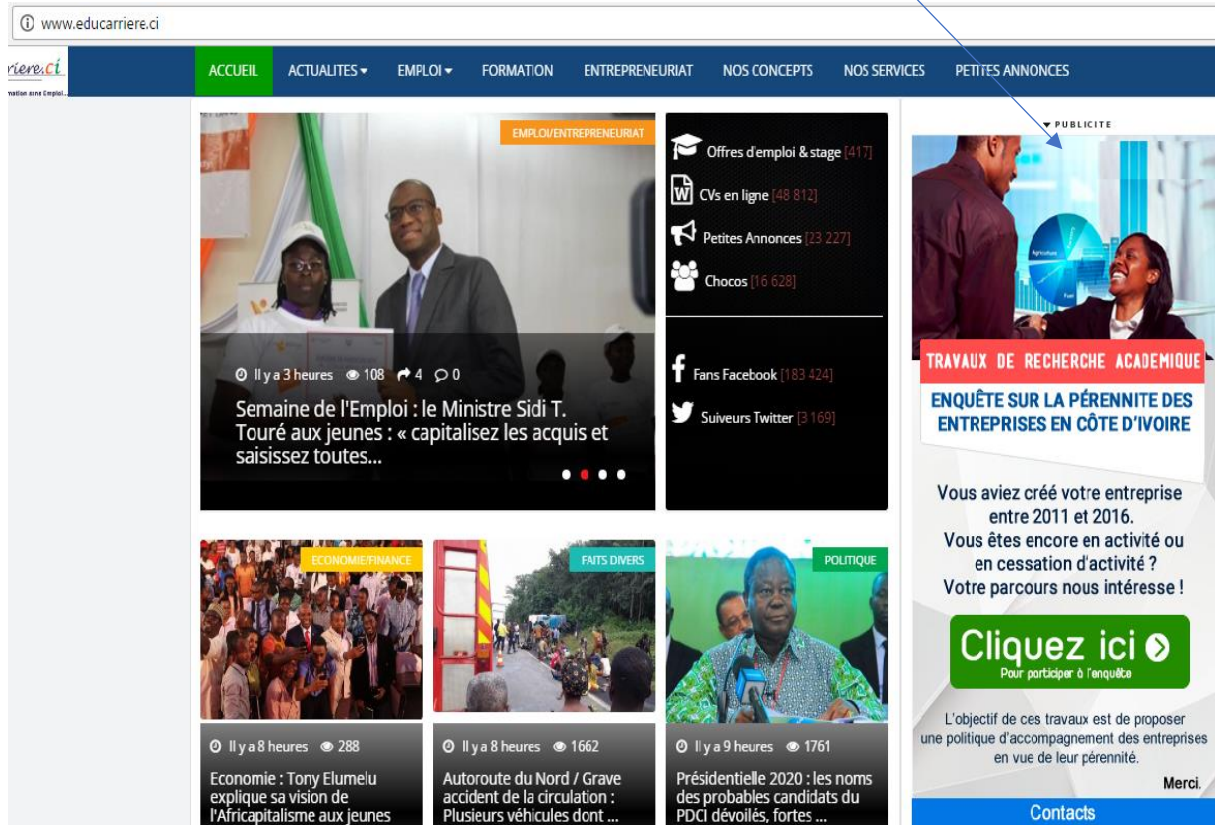 www.educarriere.ci
riere.ci
ACCUEIL ACTUALITES EMPLOI FORMATION ENTREPRENEURIAT NOS CONCEPTS NOS SERVICES PETITES ANNONCES
EMPLOI/ENTREPRENEURIAT
Il y a 3 heures 108 4 0
Semaine de l'Emploi : le Ministre Sidi T.
Touré aux jeunes : « capitalisez les acquis et
saisissez toutes...
Offres d'emploi & stage [417]
CVs en ligne [48 812]
Petites Annonces [23 227]
Chocos [16 628]
Fans Facebook [183 424]
Suiveurs Twitter [3 169]
ECONOMIE/FINANCE
Il y a 8 heures 288
Economie : Tony Elumelu
explique sa vision de
l'Africapitalisme aux jeunes
FAITS DIVERS
Il y a 8 heures 1662
Autoroute du Nord / Grave
accident de la circulation :
Plusieurs véhicules dont ...
POLITIQUE
Il y a 9 heures 1761
Présidentielle 2020 : les noms
des probables candidats du
PDCI dévoilés, fortes ...
PUBLICITE
Agriculture
Fuel
TRAVAUX DE RECHERCHE ACADEMIQUE
ENQUÊTE SUR LA PÉRENNITE DES
ENTREPRISES EN CÔTE D'IVOIRE
Vous aviez créé votre entreprise
entre 2011 et 2016.
Vous êtes encore en activité ou
en cessation d'activité ?
Votre parcours nous intéresse !
Cliquez ici
Pour participer à l'enquête
L'objectif de ces travaux est de proposer
une politique d'accompagnement des entreprises
en vue de leur pérennité.
Merci.
Contacts